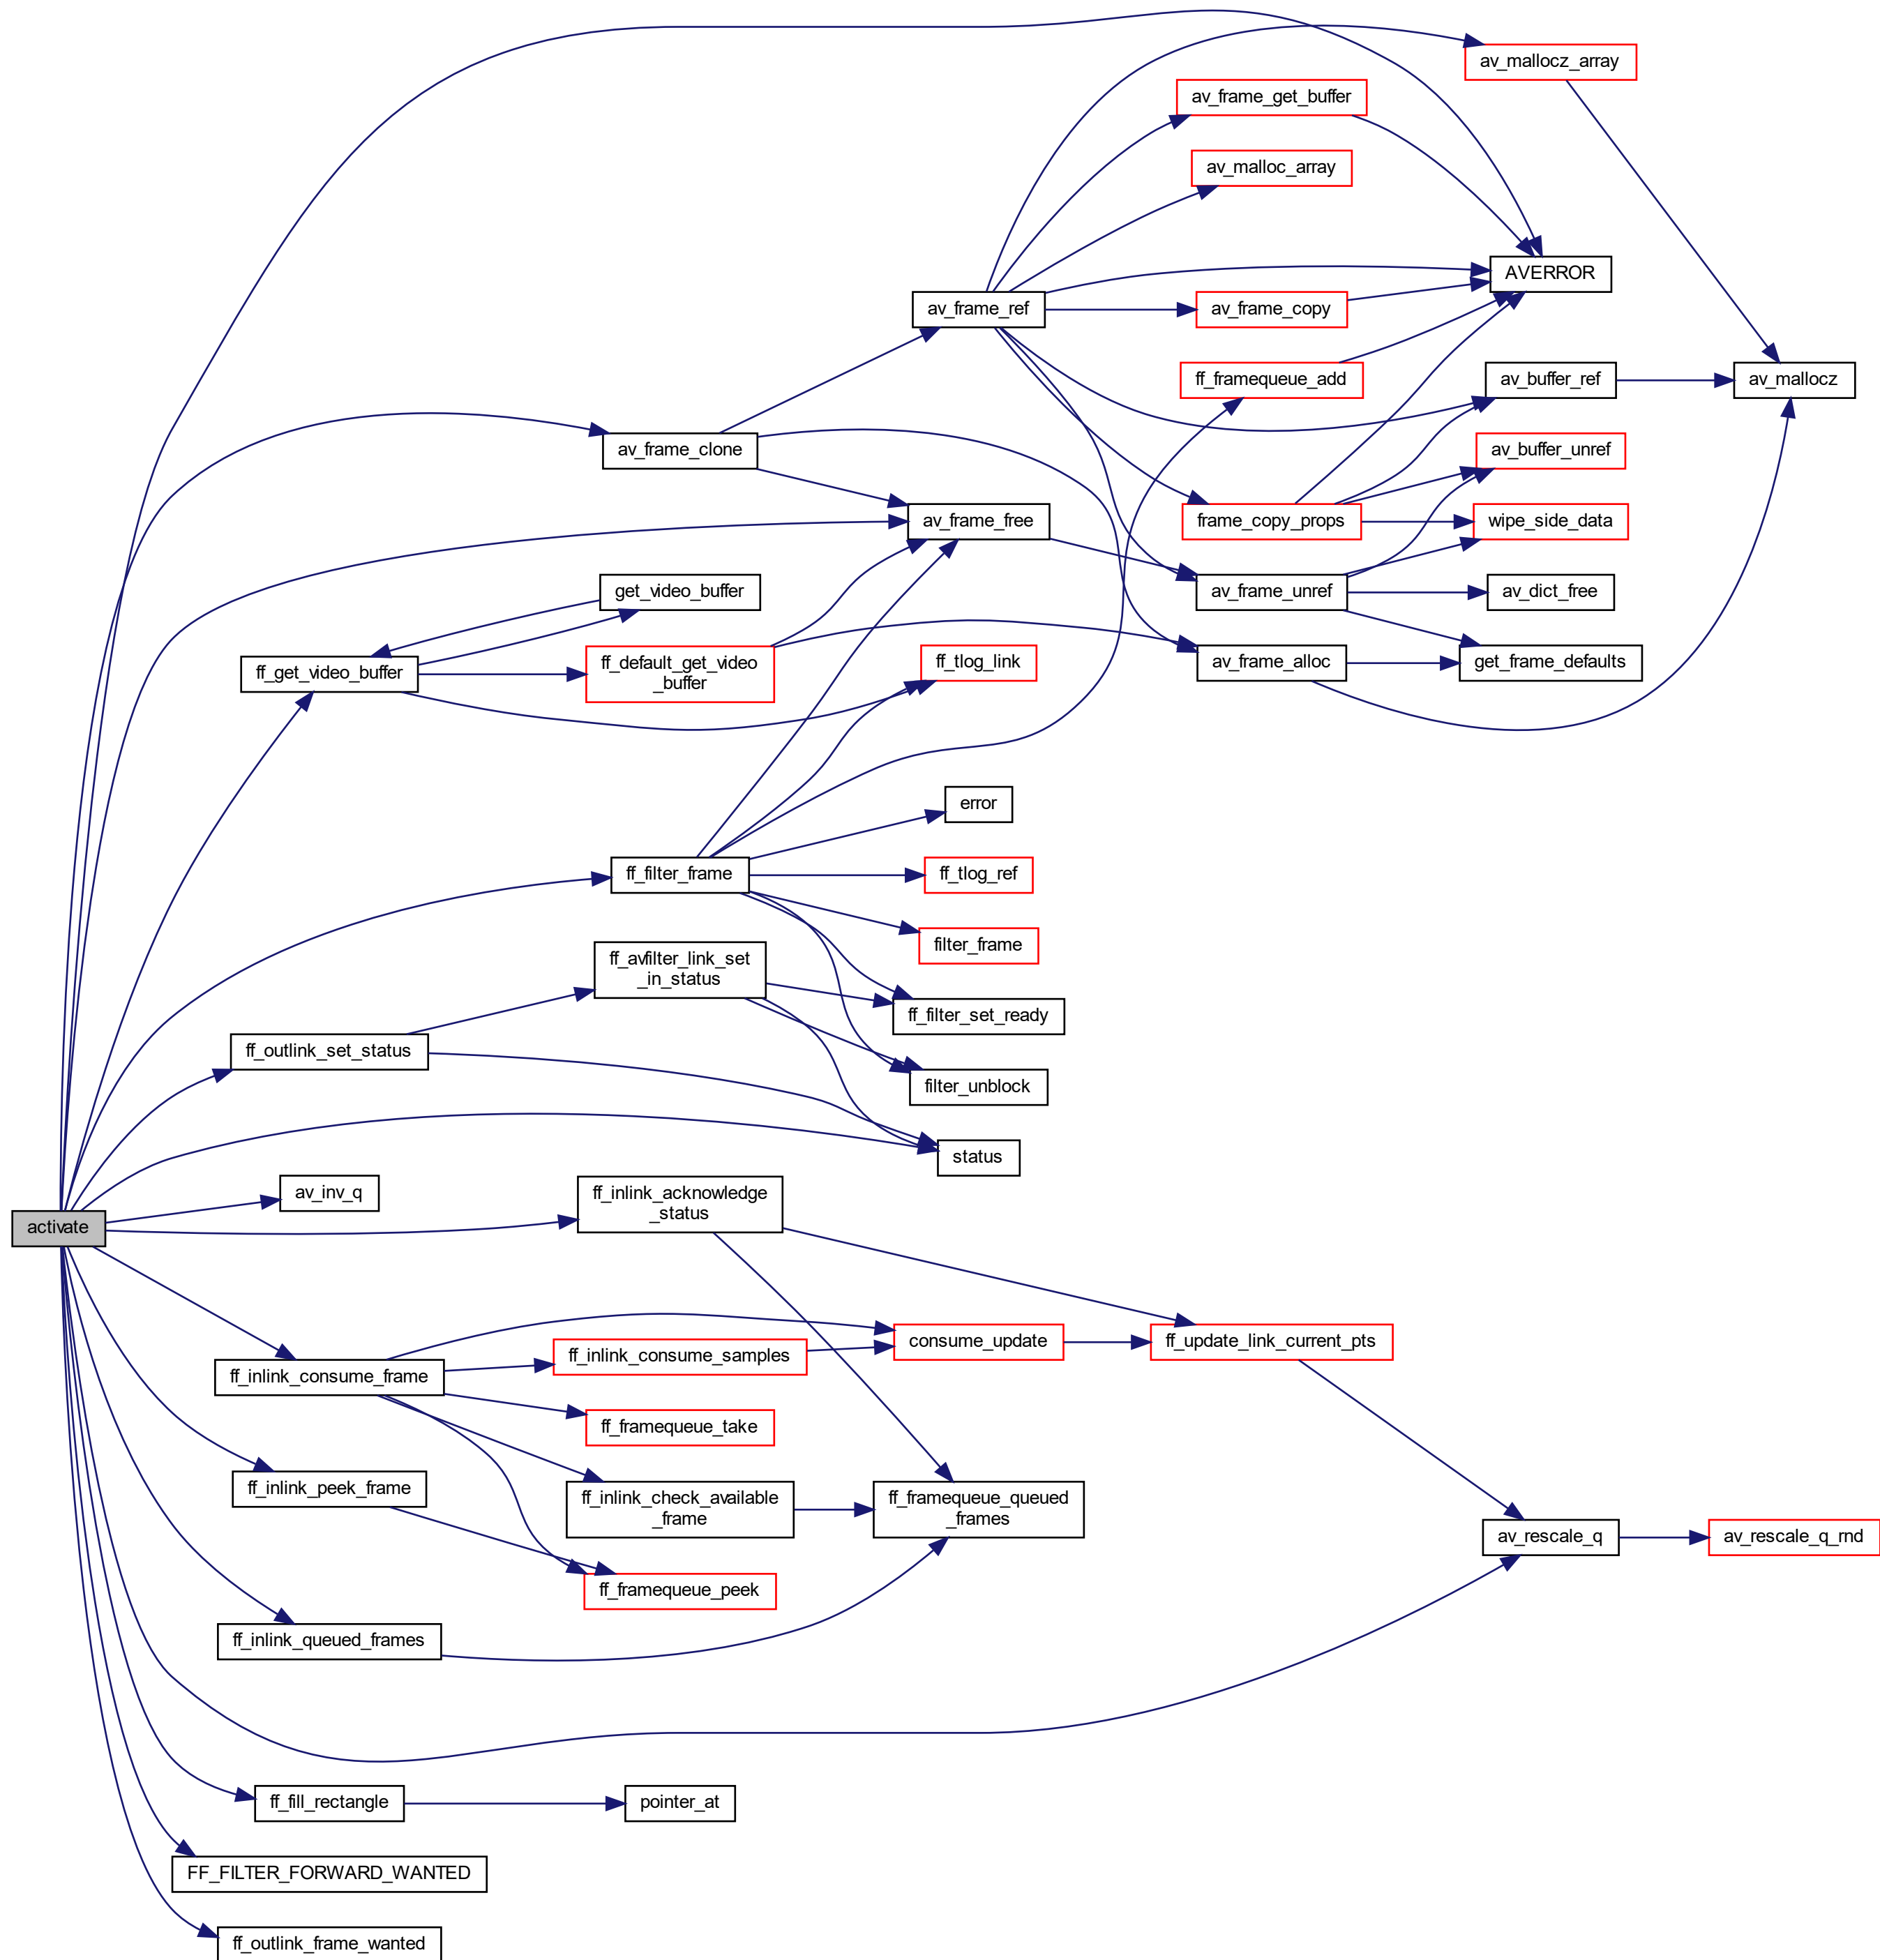 av_mallocz_array
av_frame_get_buffer
av_malloc_array
AVERROR
av_frame_ref
av_frame_copy
ff_framequeue_add
av_buffer_ref
av_mallocz
av_frame_clone
av_buffer_unref
av_frame_free
frame_copy_props
wipe_side_data
get_video_buffer
av_frame_unref
av_dict_free
ff_get_video_buffer
ff_default_get_video
_buffer
ff_tlog_link
av_frame_alloc
get_frame_defaults
error
ff_filter_frame
ff_tlog_ref
filter_frame
ff_avfilter_link_set
_in_status
ff_filter_set_ready
ff_outlink_set_status
filter_unblock
status
av_inv_q
ff_inlink_acknowledge
_status
activate
consume_update
ff_update_link_current_pts
ff_inlink_consume_samples
ff_inlink_consume_frame
ff_framequeue_take
ff_inlink_peek_frame
ff_inlink_check_available
_frame
ff_framequeue_queued
_frames
av_rescale_q
av_rescale_q_rnd
ff_framequeue_peek
ff_inlink_queued_frames
ff_fill_rectangle
pointer_at
FF_FILTER_FORWARD_WANTED
ff_outlink_frame_wanted